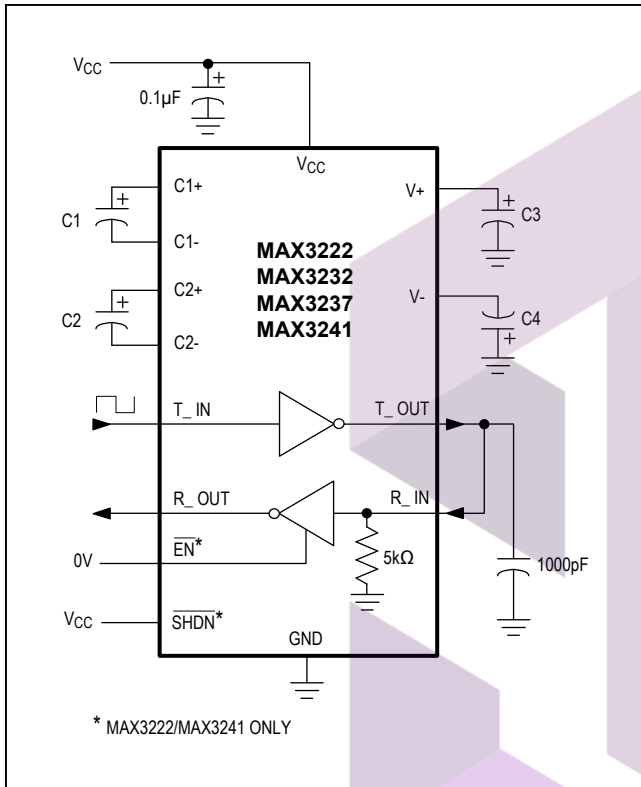 VCC
+
0.1µF
VCC
C1+
C1
+
C1-
C2+
C2
+
C2-
MAX3222
MAX3232
MAX3237
MAX3241
V+
+
C3
V-
C4
+
T_ IN
T_ OUT
R_ OUT
R_ IN
0V
EN*
5kΩ
1000pF
VCC
SHDN*
GND
* MAX3222/MAX3241 ONLY